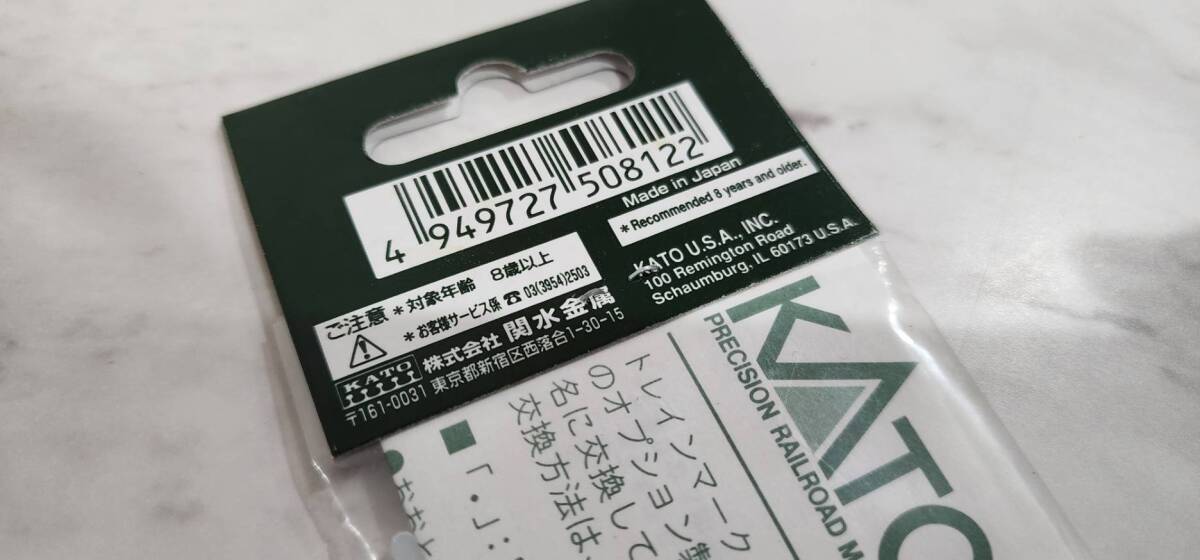 4 949727 508122
Made in Japan
*Recommended 8 years and older.
KATO U.S.A., INC.
100 Remington Road
Schaumburg, IL 60173 U.S.A.
ご注意 *対象年齢 8歳以上
*お客様サービス係 ☎03(3954)2503
KATO 株式会社 関水金属
〒161-0031 東京都新宿区西落合1-30-15
KATO
PRECISION RAILROAD M
トレインマーク
のオプション
名に交換して
交換方法は、
■「・」:
●おおと